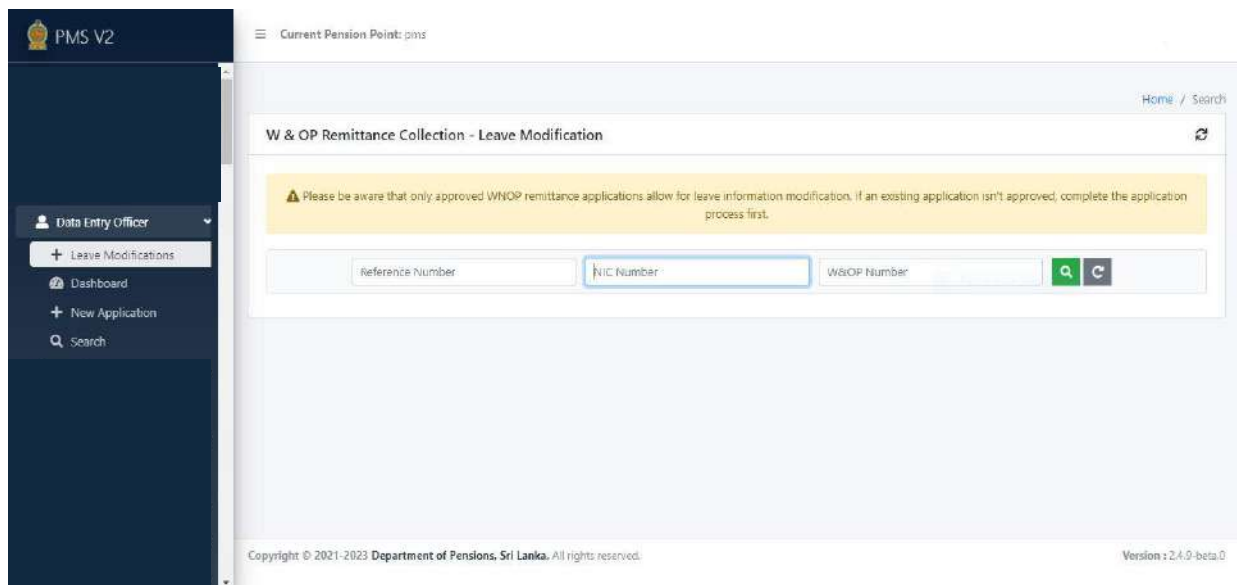 PMS V2
Current Pension Point: pms
Home / Search
W & OP Remittance Collection - Leave Modification
Please be aware that only approved WNOP remittance applications allow for leave information modification. If an existing application isn't approved, complete the application
process first.
Data Entry Officer
Leave Modifications
Dashboard
New Application
Search
Reference Number
NIC Number
W&OP Number
Copyright © 2021-2023 Department of Pensions, Sri Lanka. All rights reserved.
Version : 2.4.9-beta.0